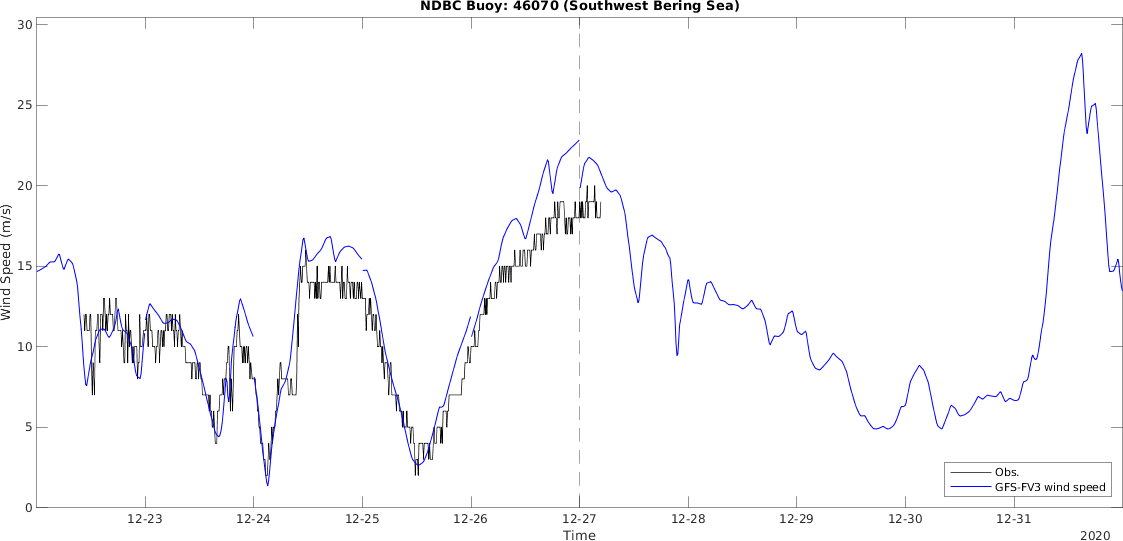 NDBC Buoy: 46070 (Southwest Bering Sea)
30
25
20
15
10
5
0
Wind Speed (m/s)
12-23 12-24 12-25 12-26 12-27 12-28 12-29 12-30 12-31
Time
2020
Obs.
GFS-FV3 wind speed